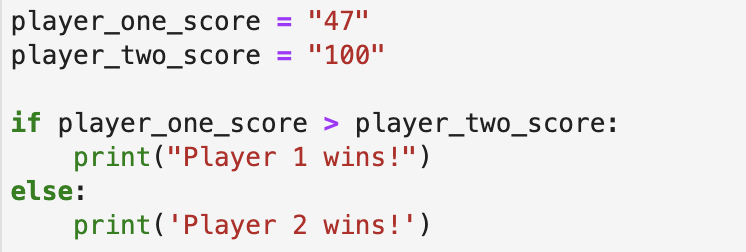 player_one_score = "47"
player_two_score = "100"

if player_one_score > player_two_score:
    print("Player 1 wins!")
else:
    print('Player 2 wins!')